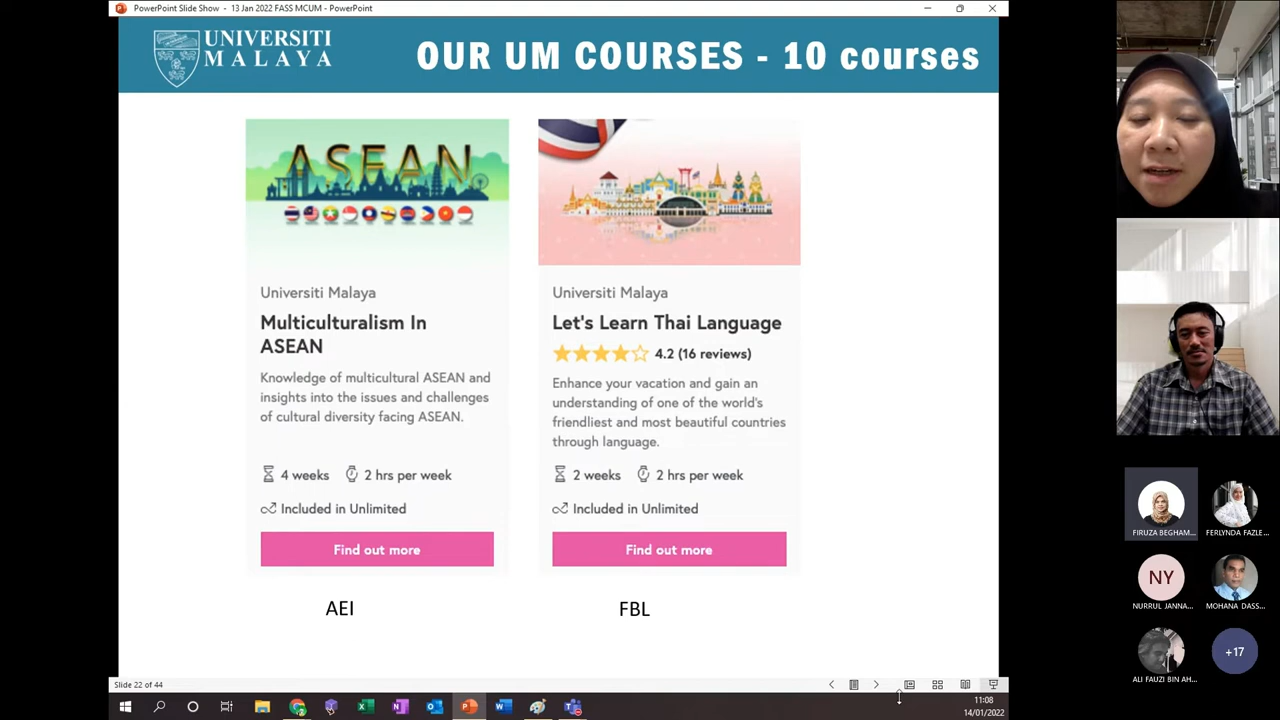 PowerPoint Slide Show - 13 Jan 2022 FASS MCUM - PowerPoint
UNIVERSITI
MALAYA
OUR UM COURSES - 10 courses
ASEAN
Universiti Malaya
Multiculturalism In
ASEAN
Knowledge of multicultural ASEAN and
insights into the issues and challenges
of cultural diversity facing ASEAN.
4 weeks
2 hrs per week
Included in Unlimited
Find out more
AEI
Universiti Malaya
Let's Learn Thai Language
4.2 (16 reviews)
Enhance your vacation and gain an
understanding of one of the world's
friendliest and most beautiful countries
through language.
2 weeks
2 hrs per week
Included in Unlimited
Find out more
FBL
Slide 22 of 44
11:08
14/01/2022
FIRUZA BEGHAM...
FERLYNDA FAZLE...
NY
NURRUL JANNA...
MOHANA DASS...
ALI FAUZI BIN AH...
+17